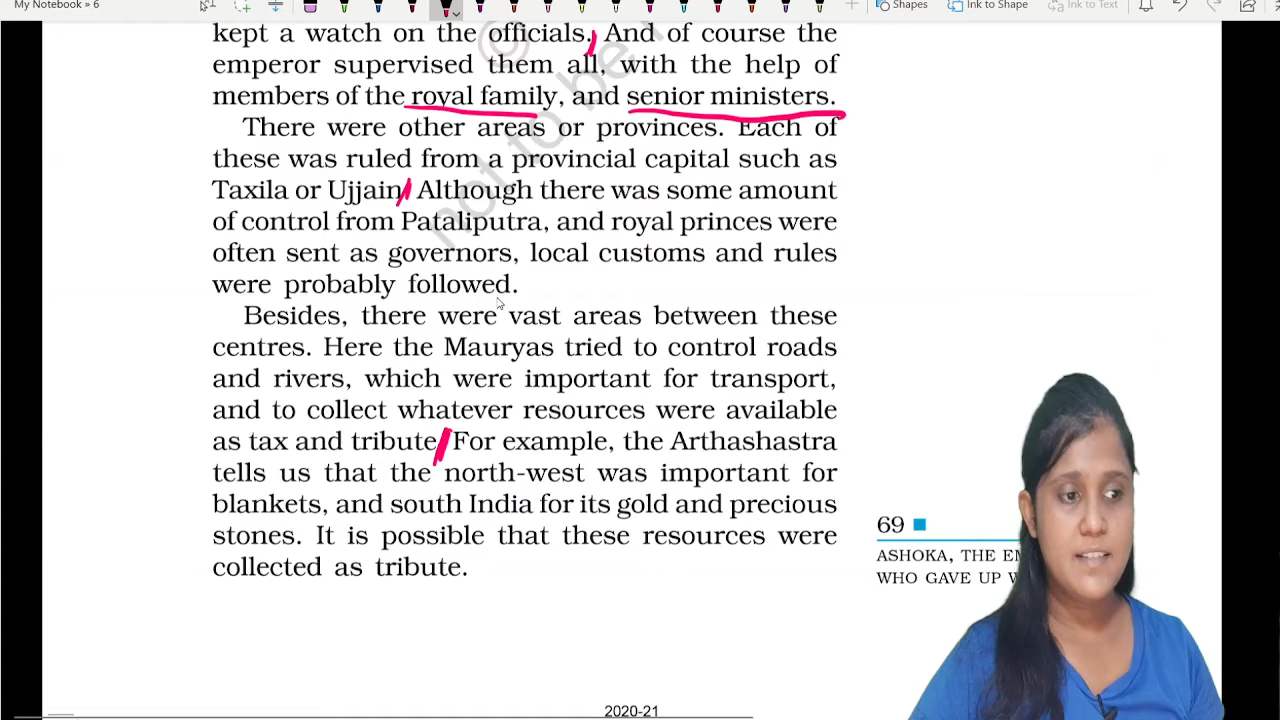 My Notebook » 6
Shapes
Ink to Shape
Ink to Text
kept a watch on the officials. And of course the
emperor supervised them all, with the help of
members of the royal family, and senior ministers.
There were other areas or provinces. Each of
these was ruled from a provincial capital such as
Taxila or Ujjain. Although there was some amount
of control from Pataliputra, and royal princes were
often sent as governors, local customs and rules
were probably followed.
Besides, there were vast areas between these
centres. Here the Mauryas tried to control roads
and rivers, which were important for transport,
and to collect whatever resources were available
as tax and tribute. For example, the Arthashastra
tells us that the north-west was important for
blankets, and south India for its gold and precious
stones. It is possible that these resources were
collected as tribute.
69
ASHOKA, THE EM
WHO GAVE UP W
2020-21
© not to be